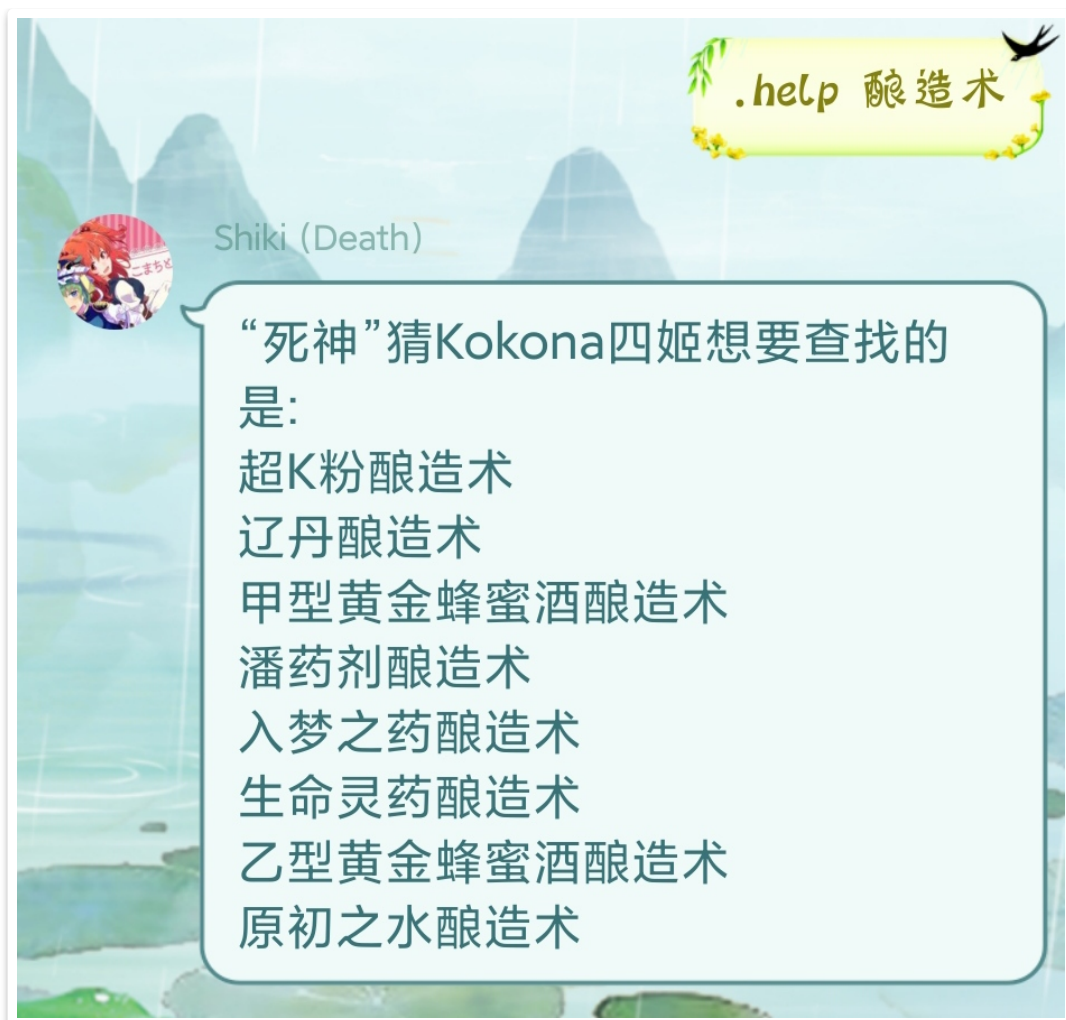 .help 酿造术
Shiki (Death)
こまちと
“死神”猜Kokona四姬想要查找的
是:
超K粉酿造术
辽丹酿造术
甲型黄金蜂蜜酒酿造术
潘药剂酿造术
入梦之药酿造术
生命灵药酿造术
乙型黄金蜂蜜酒酿造术
原初之水酿造术